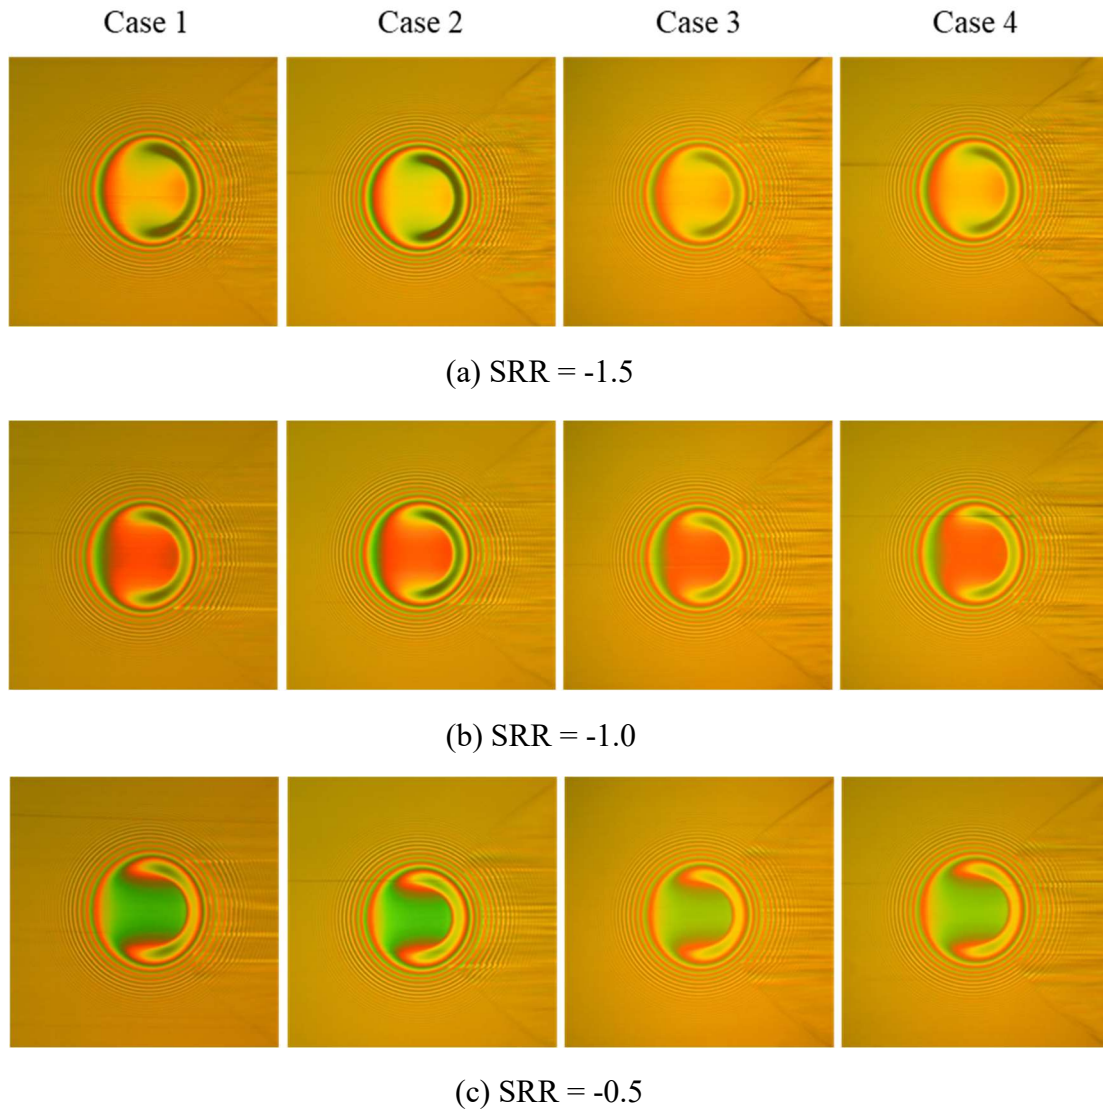 Case 1 Case 2 Case 3 Case 4
(a) SRR = -1.5
(b) SRR = -1.0
(c) SRR = -0.5